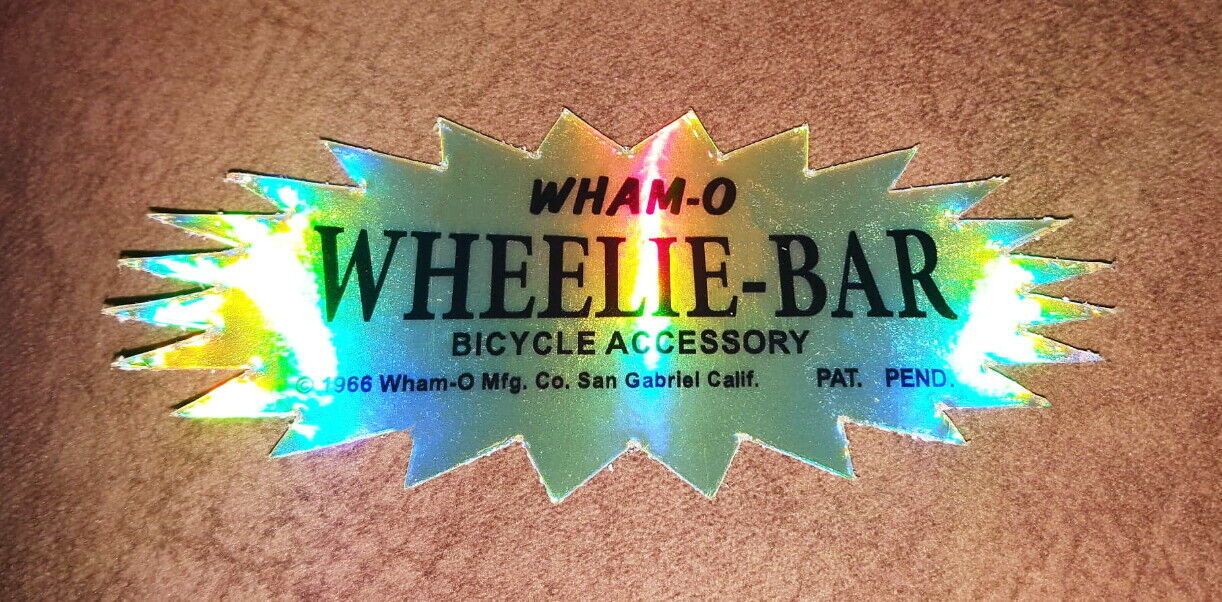 WHAM-O
WHEELIE-BAR
BICYCLE ACCESSORY
© 1966 Wham-O Mfg. Co. San Gabriel Calif. PAT. PEND.